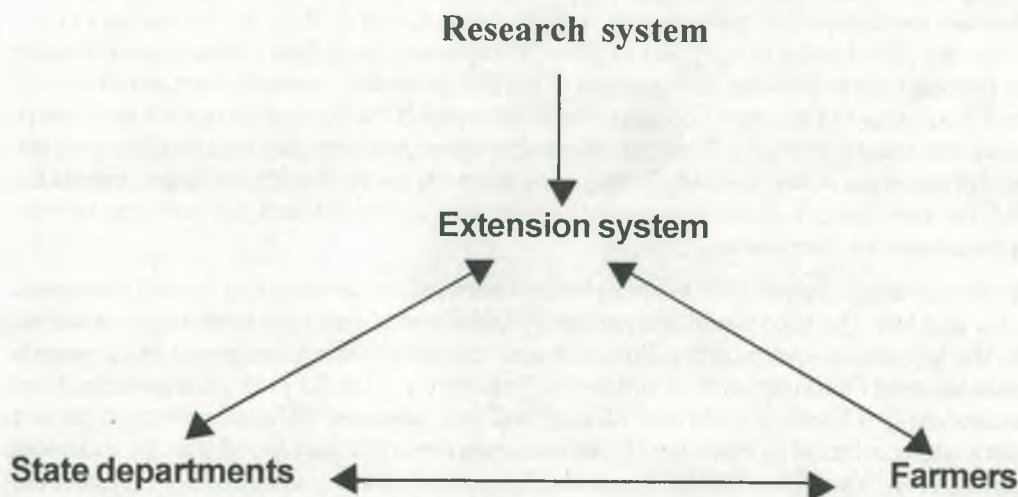 Research system
Extension system
State departments
Farmers